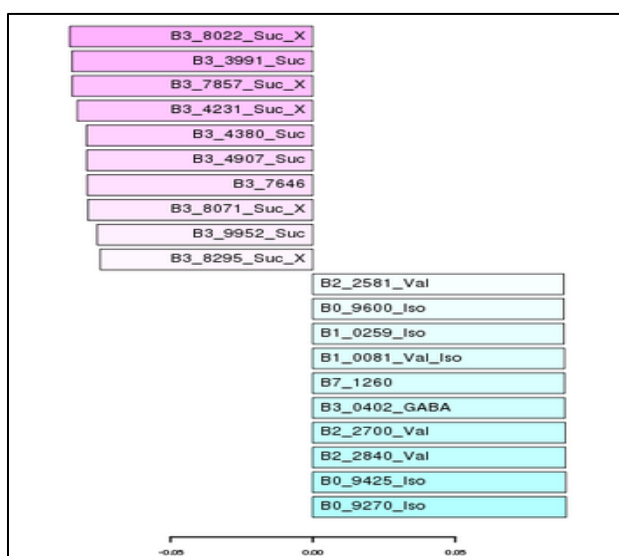 B3_8022_Suc_X
B3_3991_Suc
B3_7857_Suc_X
B3_4231_Suc_X
B3_4380_Suc
B3_4907_Suc
B3_7646
B3_8071_Suc_X
B3_9952_Suc
B3_8295_Suc_X
B2_2581_Val
B0_9600_Iso
B1_0259_Iso
B1_0081_Val_Iso
B7_1260
B3_0402_GABA
B2_2700_Val
B2_2840_Val
B0_9425_Iso
B0_9270_Iso
-0.05 0.00 0.05